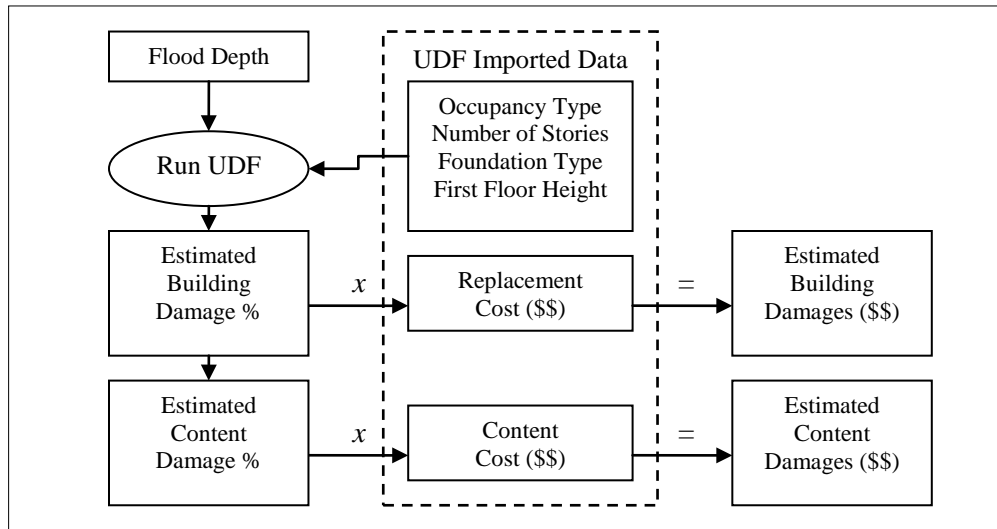 Flood Depth
UDF Imported Data
Occupancy Type
Number of Stories
Foundation Type
First Floor Height
Run UDF
Estimated
Building
Damage %
x
Replacement
Cost ($$)
=
Estimated
Building
Damages ($$)
Estimated
Content
Damage %
x
Content
Cost ($$)
=
Estimated
Content
Damages ($$)